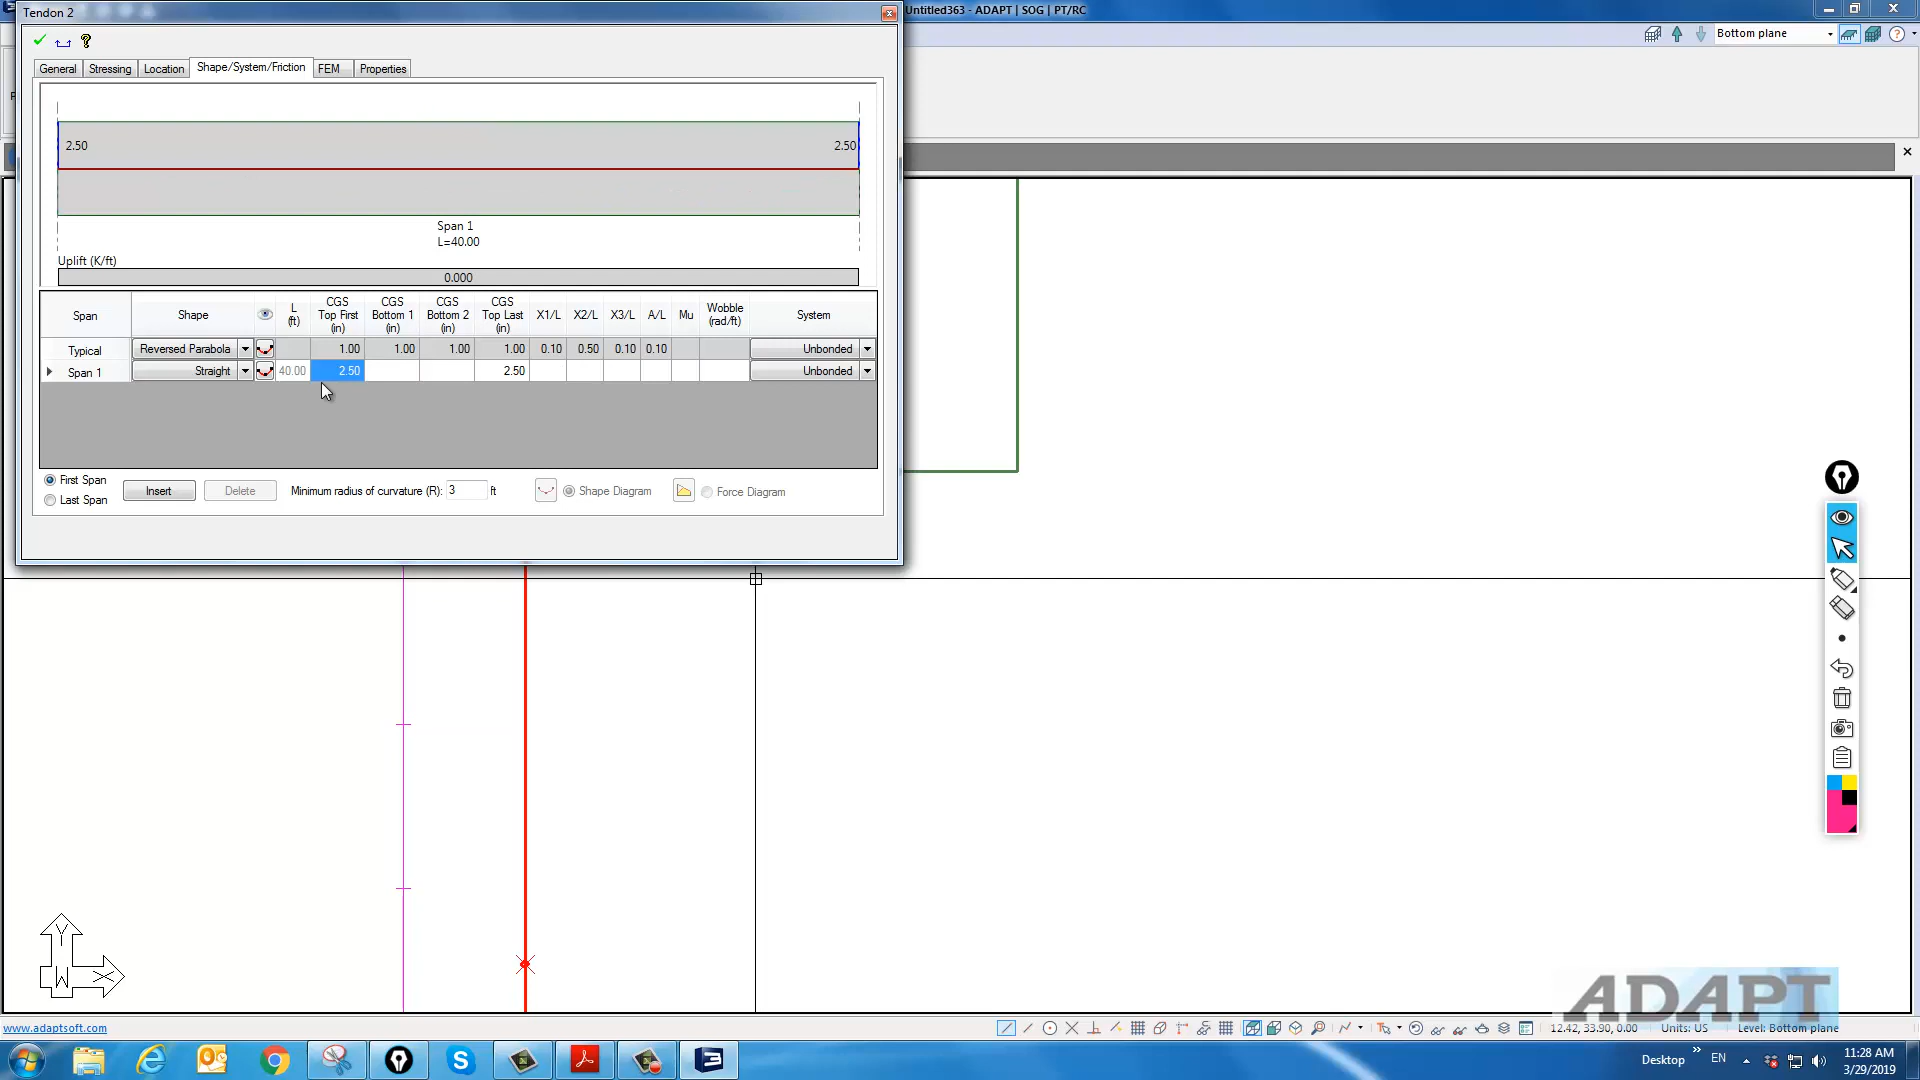 Tendon 2
Untitled363 - ADAPT | SOG | PT/RC
Bottom plane
General
Stressing
Location
Shape/System/Friction
FEM
Properties
2.50
2.50
Span 1
L=40.00
Uplift (K/ft)
0.000
Span Shape L (ft) CGS Top First (in) CGS Bottom 1 (in) CGS Bottom 2 (in) CGS Top Last (in) X1/L X2/L X3/L A/L Mu Wobble (rad/ft) System
Typical Reversed Parabola 1.00 1.00 1.00 1.00 0.10 0.50 0.10 0.10 Unbonded
Span 1 Straight 40.00 2.50 2.50 Unbonded
First Span
Last Span
Insert
Delete
Minimum radius of curvature (R): 3 ft
Shape Diagram
Force Diagram
Y
W
X
ADAPT
www.adaptsoft.com
12.42, 33.90, 0.00
Units: US
Level: Bottom plane
Desktop
EN
11:28 AM
3/29/2019